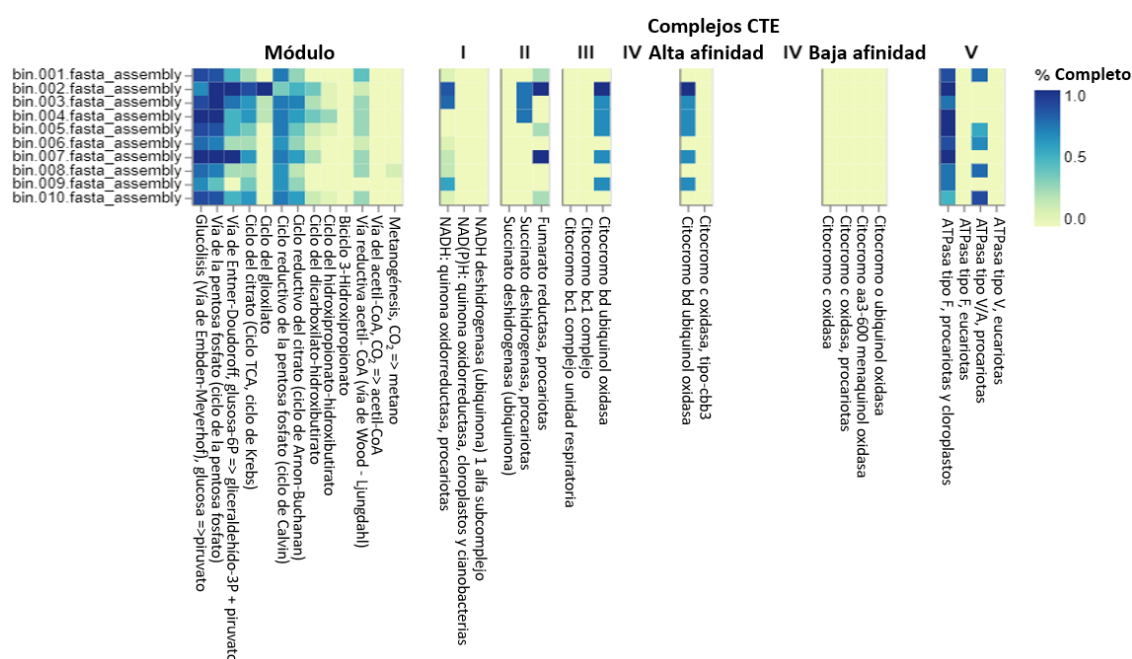 Complejos CTE
Módulo
I
II
III
IV Alta afinidad
IV Baja afinidad
V
bin.001.fasta_assembly
bin.002.fasta_assembly
bin.003.fasta_assembly
bin.004.fasta_assembly
bin.005.fasta_assembly
bin.006.fasta_assembly
bin.007.fasta_assembly
bin.008.fasta_assembly
bin.009.fasta_assembly
bin.010.fasta_assembly
% Completo
1.0
0.5
0.0
Glucólisis (Vía de Embden-Meyerhof), glucosa =>piruvato
Vía de la pentosa fosfato (ciclo de la pentosa fosfato)
Vía de Entner-Doudoroff, glusosa-6P => gliceraldehído-3P + piruvato
Ciclo del citrato (Ciclo TCA, ciclo de Krebs)
Ciclo del glioxilato
Ciclo reductivo de la pentosa fosfato (ciclo de Calvin)
Ciclo reductivo del citrato (ciclo de Arnon-Buchanan)
Ciclo del dicarboxilato-hidroxibutirato
Ciclo del hidroxipropionato-hidroxibutirato
Biciclo 3-Hidroxipropionato
Vía reductiva acetil- CoA (vía de Wood - Ljungdahl)
Vía del acetil-CoA, CO₂ => acetil-CoA
Metanogénesis, CO₂ => metano
NADH: quinona oxidorreductasa, procariotas
NAD(P)H: quinona oxidorreductasa, cloroplastos y cianobacterias
NADH deshidrogenasa (ubiquinona) 1 alfa subcomplejo
Succinato deshidrogenasa (ubiquinona)
Succinato deshidrogenasa, procariotas
Fumarato reductasa, procariotas
Citocromo bc1 complejo unidad respiratoria
Citocromo bc1 complejo
Citocromo bd ubiquinol oxidasa
Citocromo bd ubiquinol oxidasa
Citocromo c oxidasa, tipo-cbb3
Citocromo c oxidasa
Citocromo c oxidasa, procariotas
Citocromo aa3-600 menaquinol oxidasa
Citocromo o ubiquinol oxidasa
ATPasa tipo F, procariotas y cloroplastos
ATPasa tipo F, eucariotas
ATPasa tipo V/A, procariotas
ATPasa tipo V, eucariotas